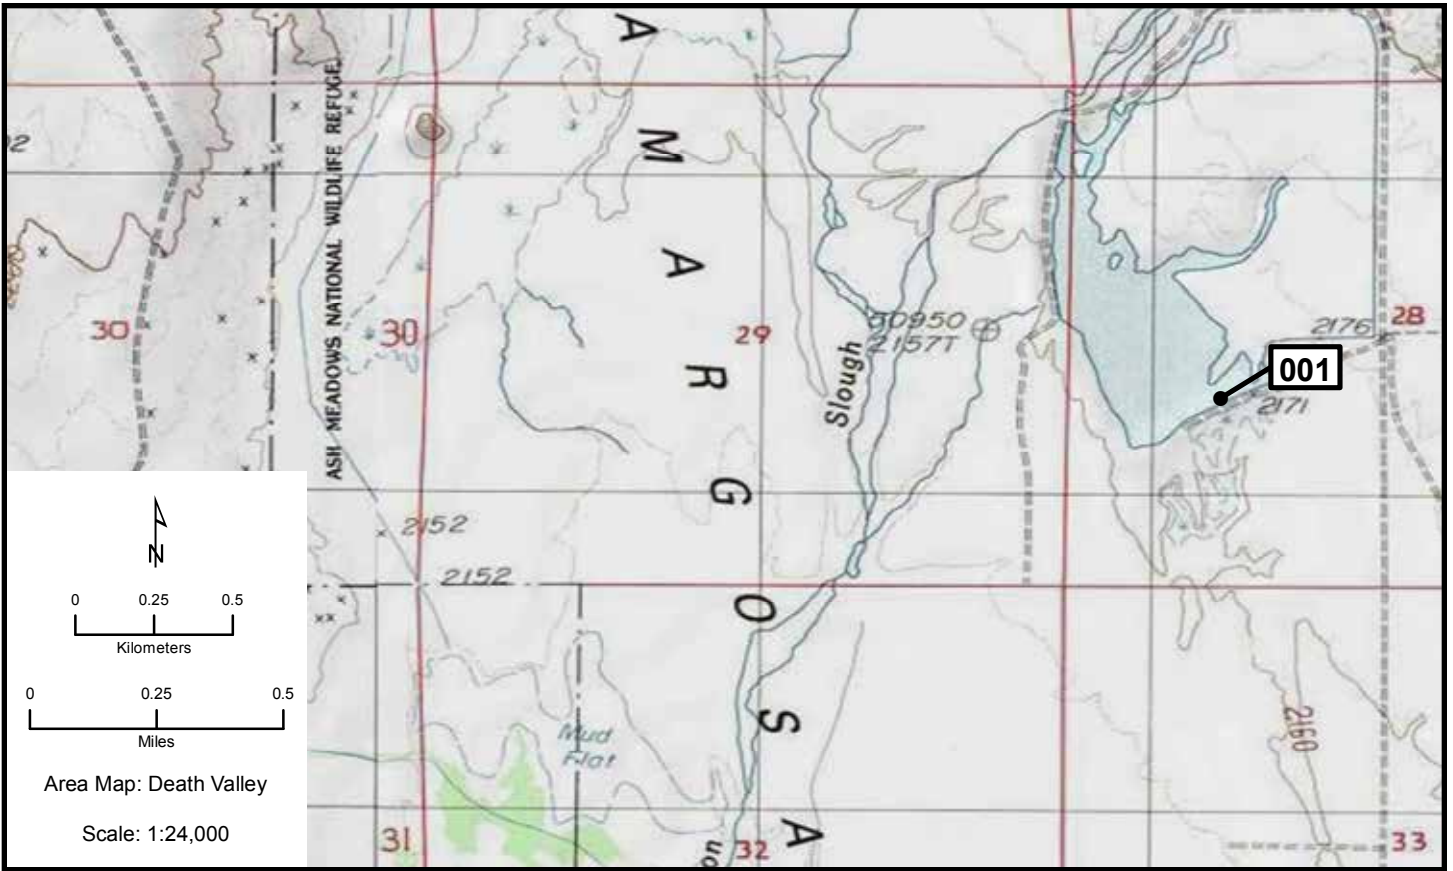 A
M
A
R
G
O
S
A
ASH MEADOWS NATIONAL WILDLIFE REFUGE
30
30
29
28
50950
2157T
Slough
2176
001
2171
2152
2152
N
0 0.25 0.5
Kilometers
0 0.25 0.5
Miles
Area Map: Death Valley
Scale: 1:24,000
Mud
Flat
2160
31
32
33